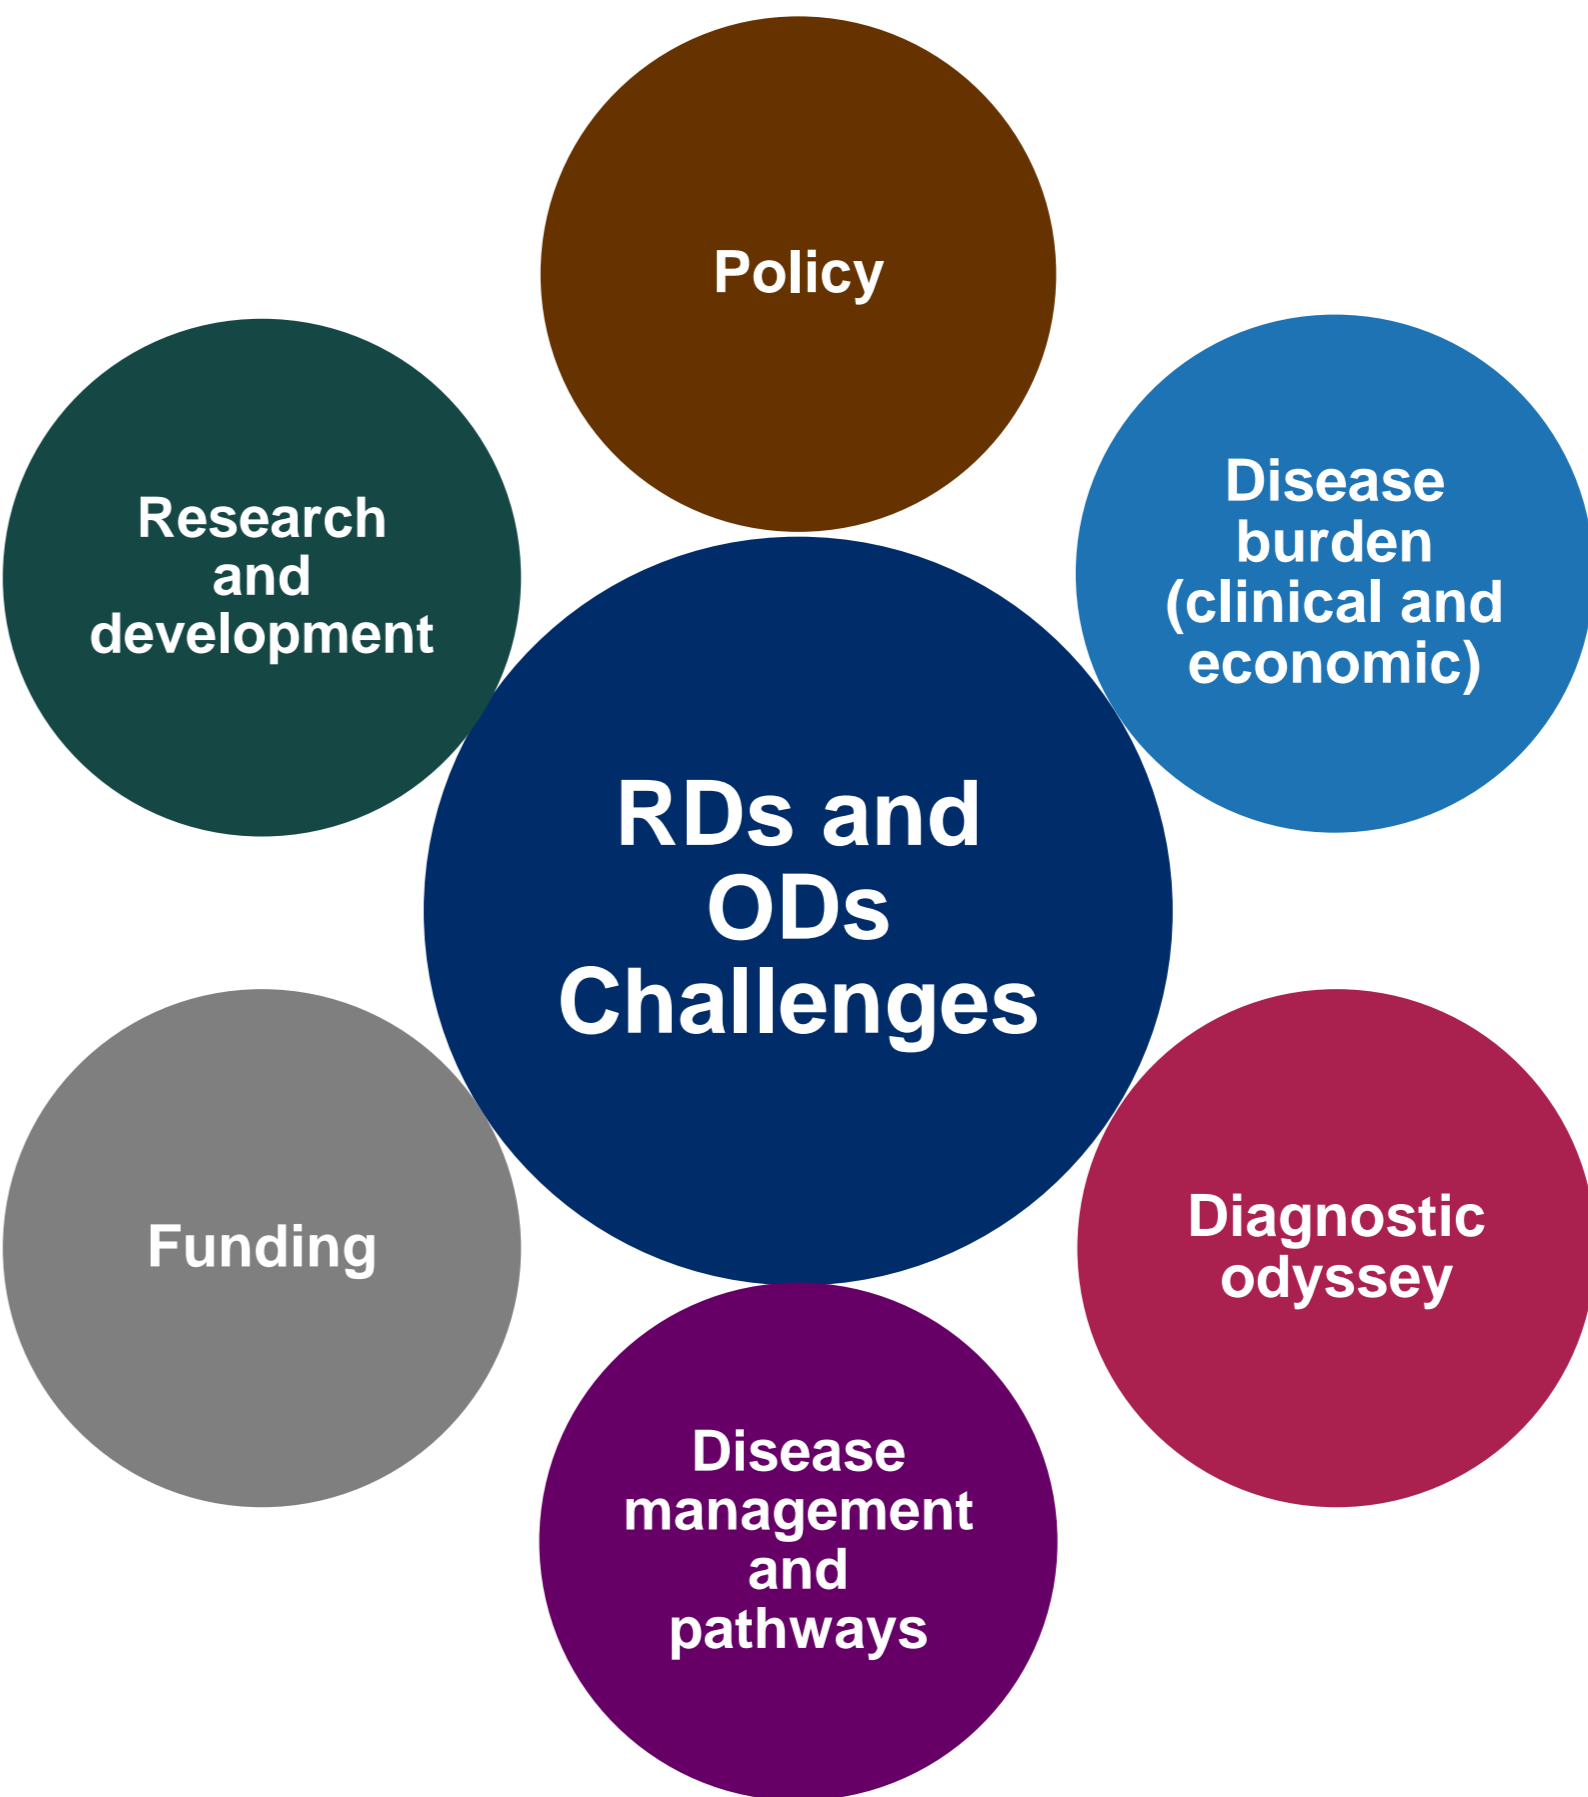 Policy
Research
and
development
Disease
burden
(clinical and
economic)
RDs and
ODs
Challenges
Funding
Diagnostic
odyssey
Disease
management
and
pathways